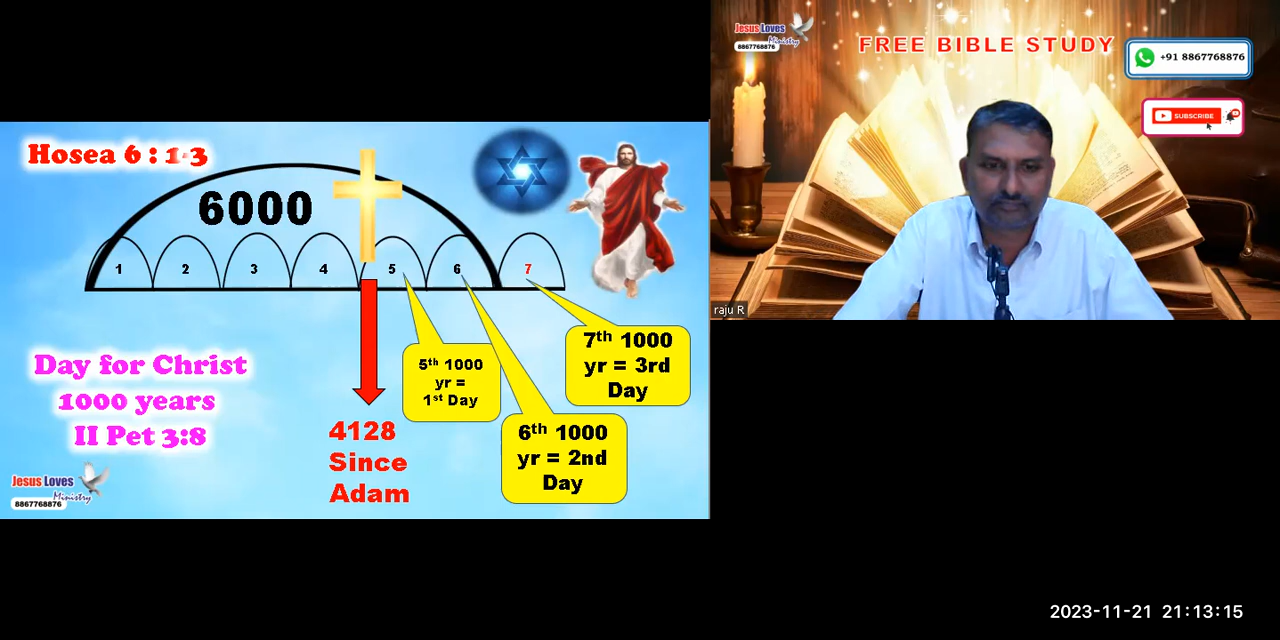 Hosea 6 : 1-3
6000
1 2 3 4 5 6 7
5th 1000
yr =
1st Day
6th 1000
yr = 2nd
Day
7th 1000
yr = 3rd
Day
Day for Christ
1000 years
II Pet 3:8
4128
Since
Adam
Jesus Loves
Ministry
8867768876
Jesus Loves
Ministry
8867768876
FREE BIBLE STUDY
+91 8867768876
SUBSCRIBE
raju R
2023-11-21 21:13:15